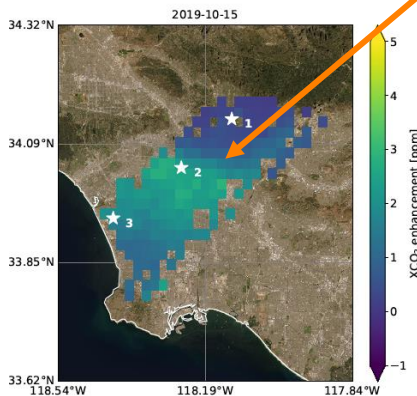 2019-10-15
34.32°N
34.09°N
33.85°N
33.62°N
118.54°W
118.19°W
117.84°W
1
2
3
5
4
3
2
1
0
−1
XCO₂ enhancement [ppm]